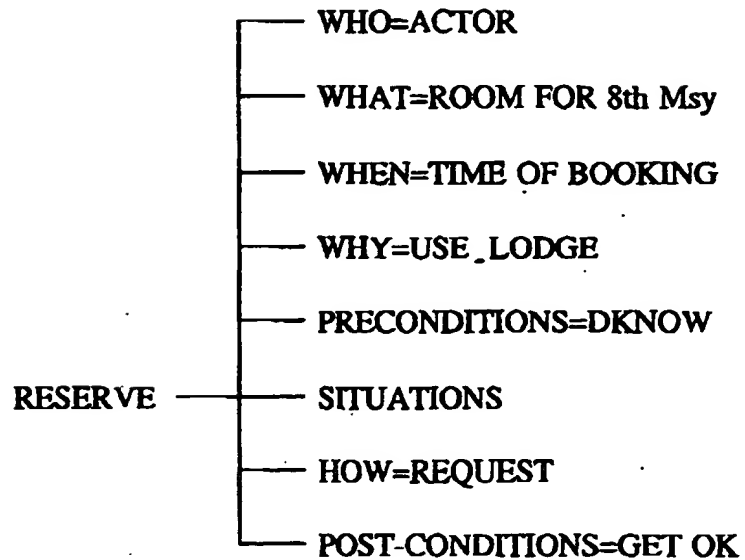 WHO=ACTOR
WHAT=ROOM FOR 8th Msy
WHEN=TIME OF BOOKING
WHY=USE_LODGE
PRECONDITIONS=DKNOW
RESERVE
SITUATIONS
HOW=REQUEST
POST-CONDITIONS=GET OK